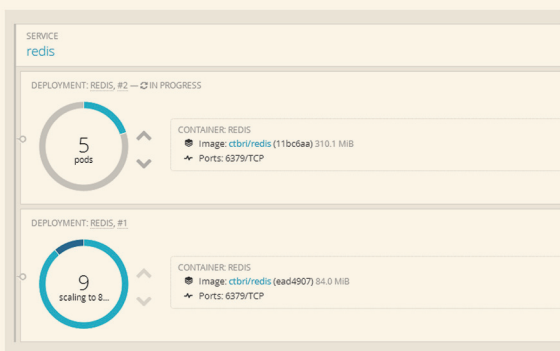 SERVICE
redis
DEPLOYMENT: REDIS, #2 — IN PROGRESS
5
pods
CONTAINER: REDIS
Image: ctbri/redis (11bc6aa) 310.1 MiB
Ports: 6379/TCP
DEPLOYMENT: REDIS, #1
9
scaling to 8...
CONTAINER: REDIS
Image: ctbri/redis (ead4907) 84.0 MiB
Ports: 6379/TCP